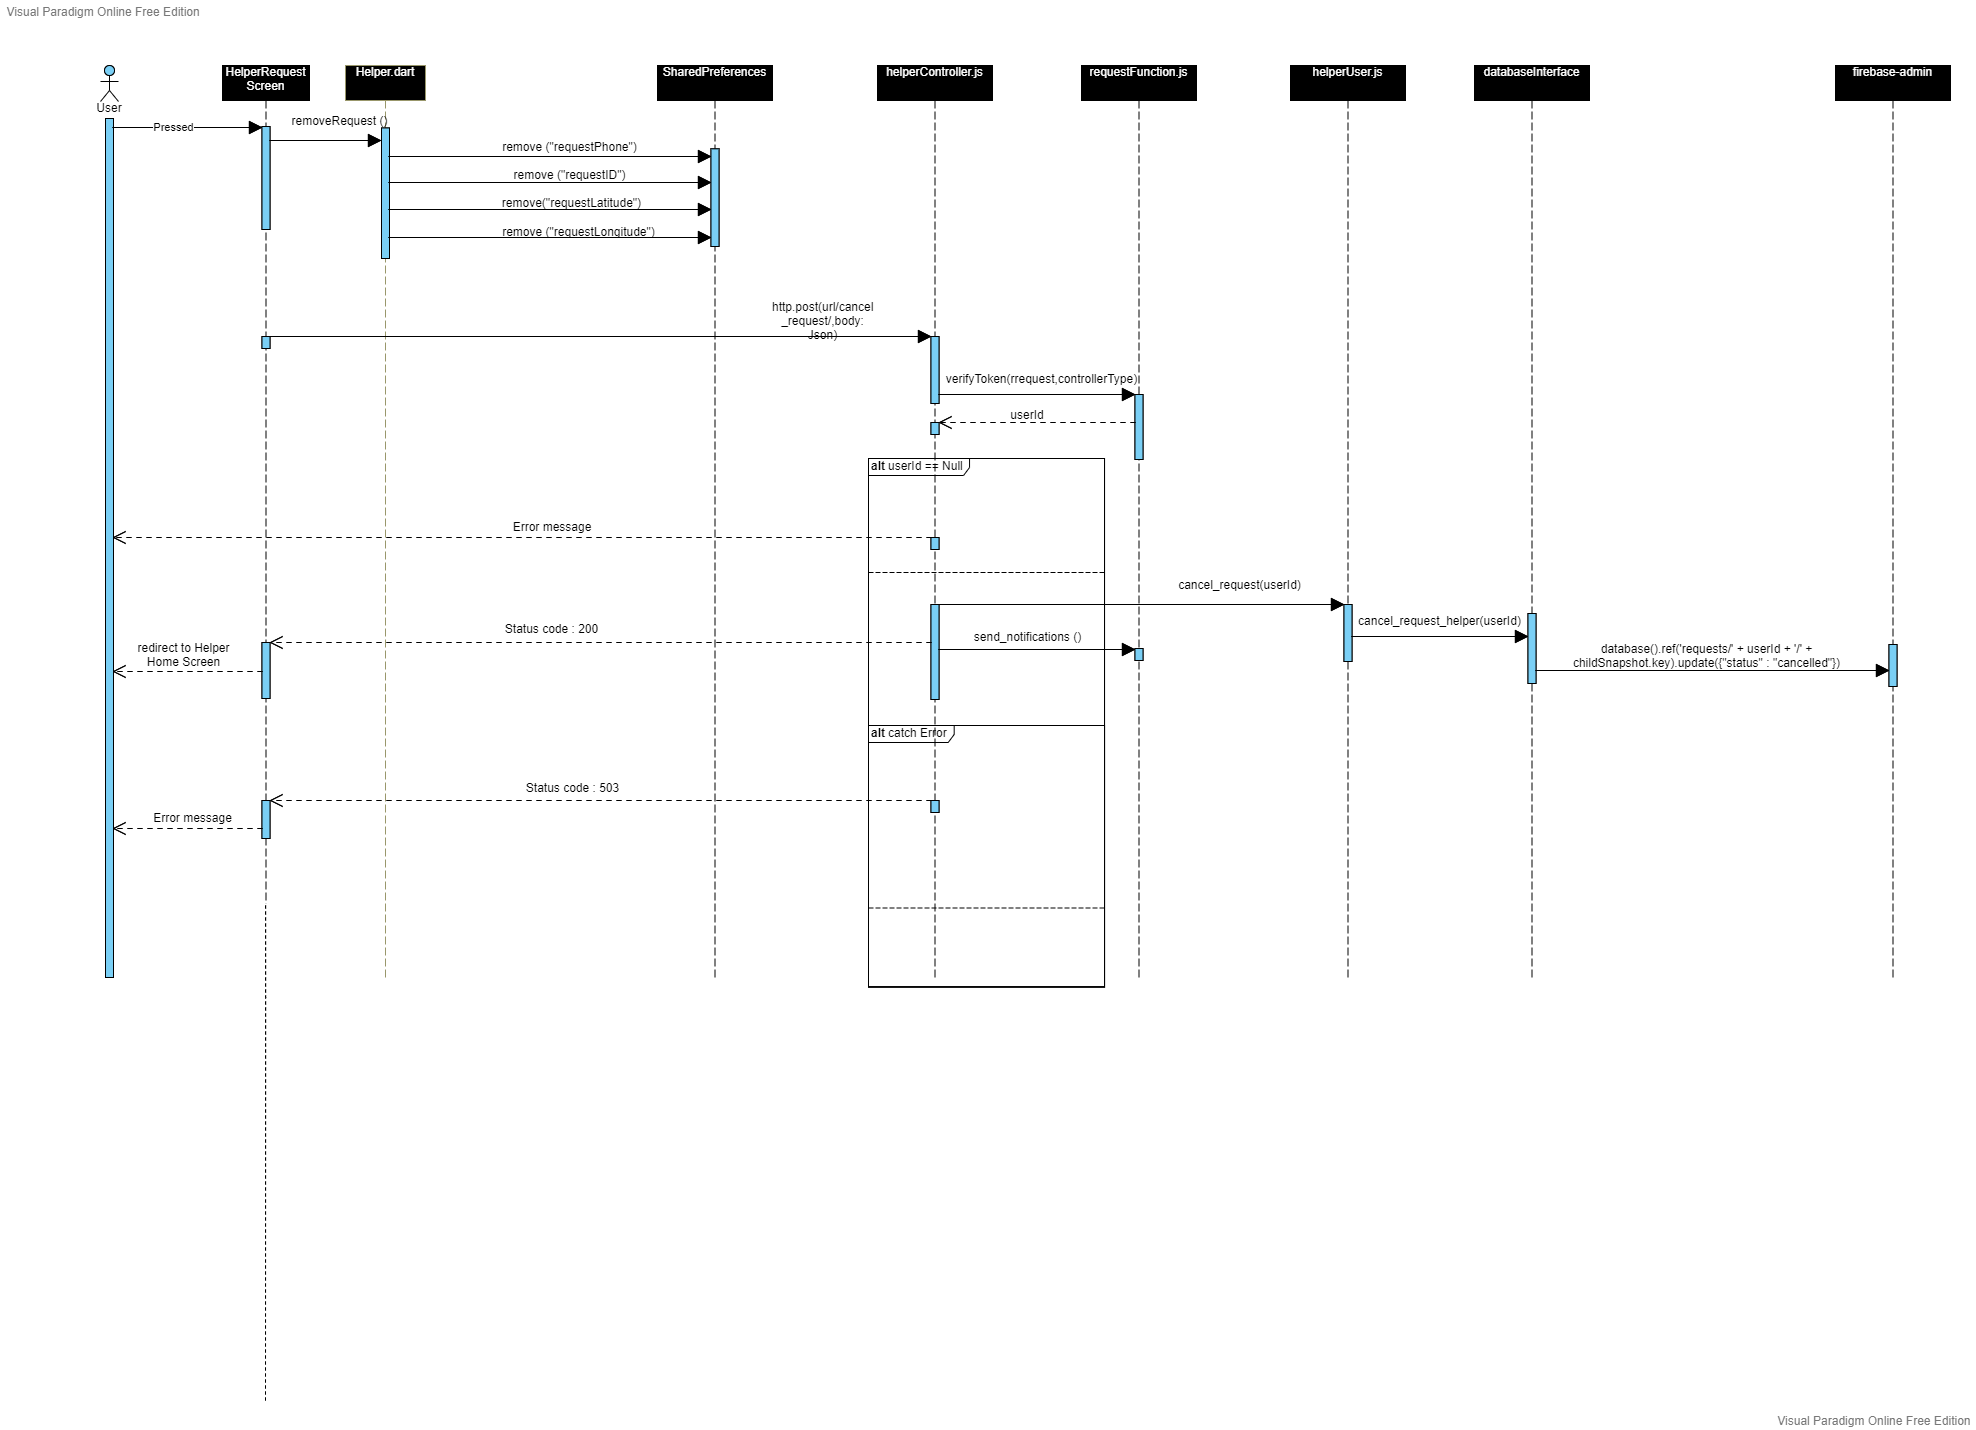 Visual Paradigm Online Free Edition
User
HelperRequest
Screen
Helper.dart
SharedPreferences
helperController.js
requestFunction.js
helperUser.js
databaseInterface
firebase-admin
Pressed
removeRequest ()
remove ("requestPhone")
remove ("requestID")
remove("requestLatitude")
remove ("requestLongitude")
http.post(url/cancel
_request/,body:
Json)
verifyToken(rrequest,controllerType)
userId
alt userId == Null
Error message
cancel_request(userId)
cancel_request_helper(userId)
Status code : 200
send_notifications ()
redirect to Helper
Home Screen
database().ref('requests/' + userId + '/' +
childSnapshot.key).update({"status" : "cancelled"})
alt catch Error
Status code : 503
Error message
Visual Paradigm Online Free Edition